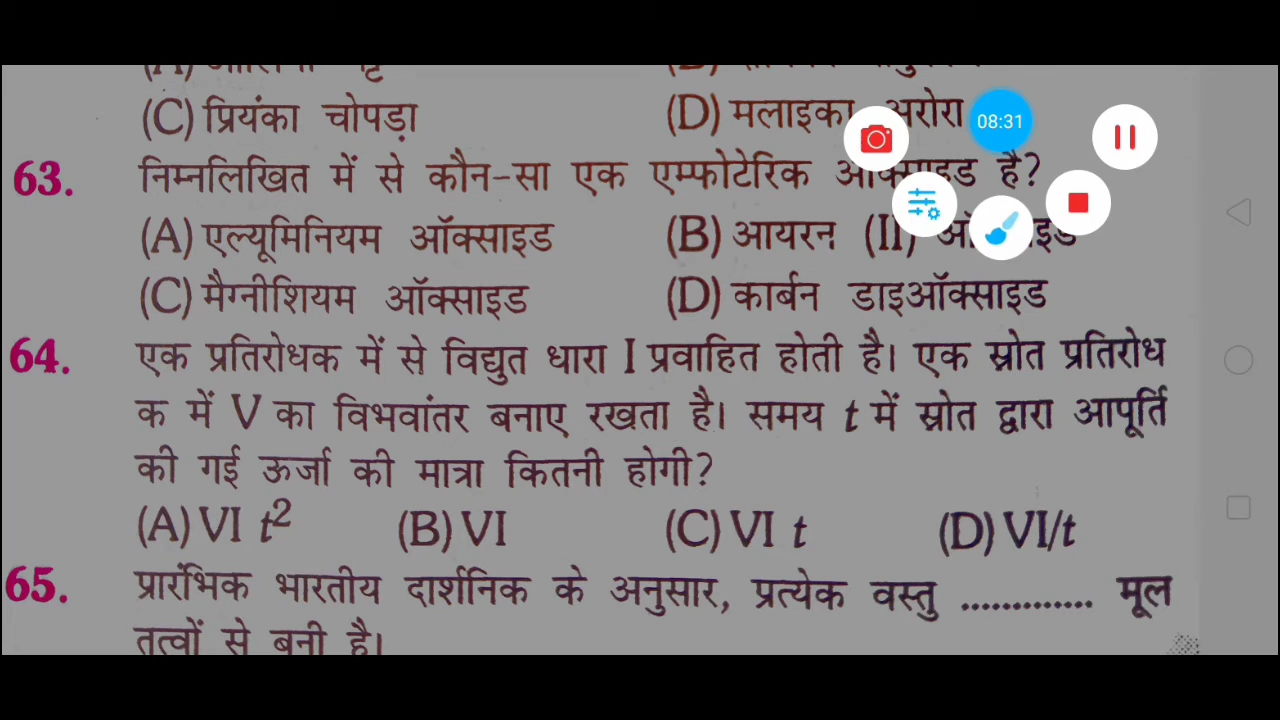 (C) प्रियंका चोपड़ा (D) मलाइका अरोरा
08:31
63. निम्नलिखित में से कौन-सा एक एम्फोटेरिक ऑक्साइड है?
(A) एल्यूमिनियम ऑक्साइड (B) आयरन (II)
(C) मैग्नीशियम ऑक्साइड (D) कार्बन डाइऑक्साइड
64. एक प्रतिरोधक में से विद्युत धारा I प्रवाहित होती है। एक स्रोत प्रतिरोध
क में V का विभवांतर बनाए रखता है। समय t में स्रोत द्वारा आपूर्ति
की गई ऊर्जा की मात्रा कितनी होगी?
(A) VI t² (B) VI (C) VI t (D) VI/t
65. प्रारंभिक भारतीय दार्शनिक के अनुसार, प्रत्येक वस्तु ............. मूल
तत्वों से बनी है।